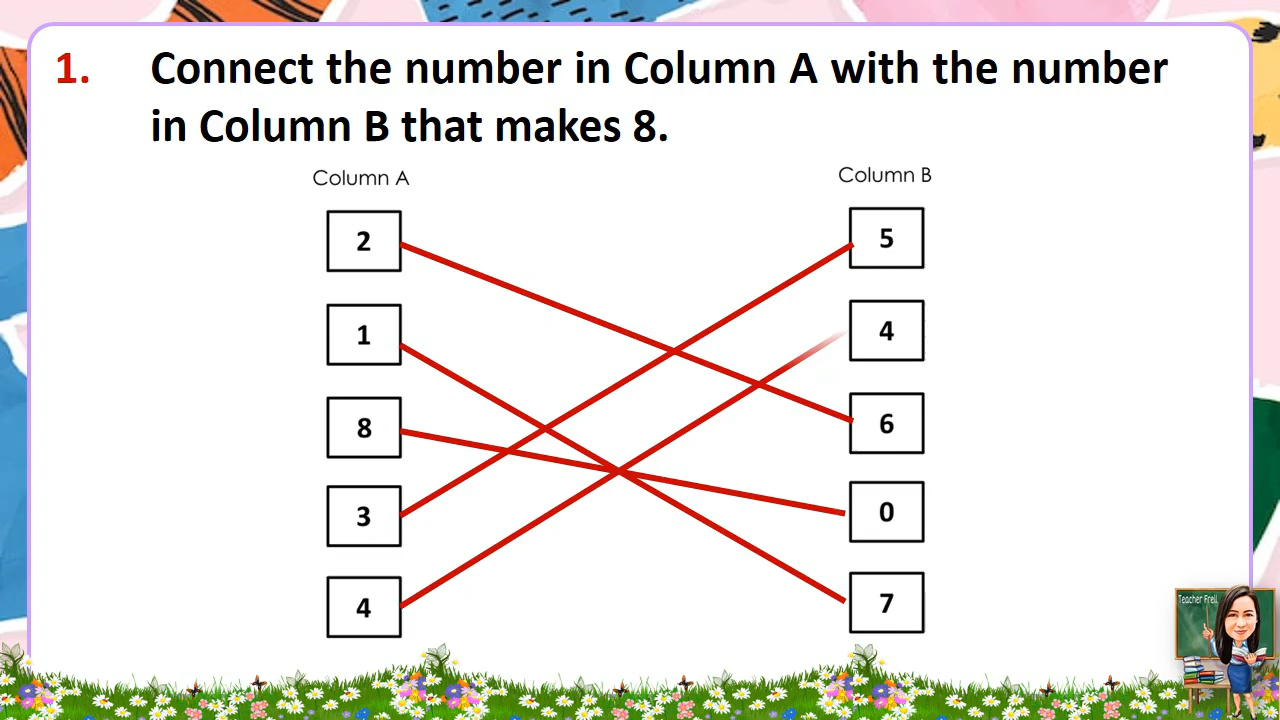 1. Connect the number in Column A with the number
in Column B that makes 8.
Column A Column B
2 5
1 4
8 6
3 0
4 7
Teacher Frell